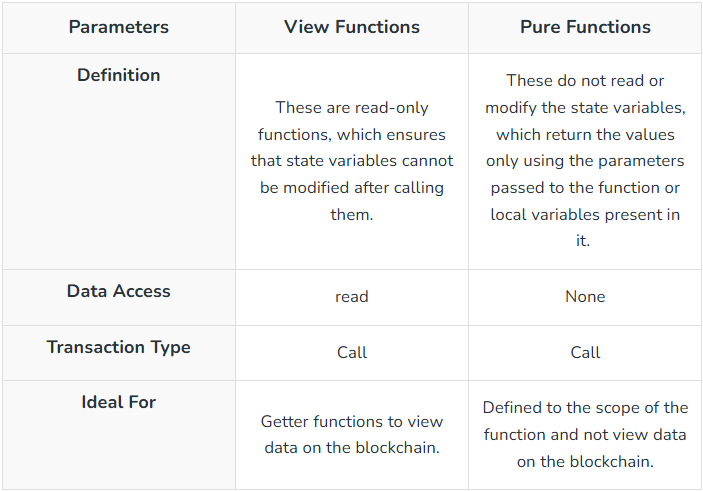 Parameters
View Functions
Pure Functions
Definition
These are read-only
functions, which ensures
that state variables cannot
be modified after calling
them.
These do not read or
modify the state variables,
which return the values
only using the parameters
passed to the function or
local variables present in
it.
Data Access
read
None
Transaction Type
Call
Call
Ideal For
Getter functions to view
data on the blockchain.
Defined to the scope of the
function and not view data
on the blockchain.